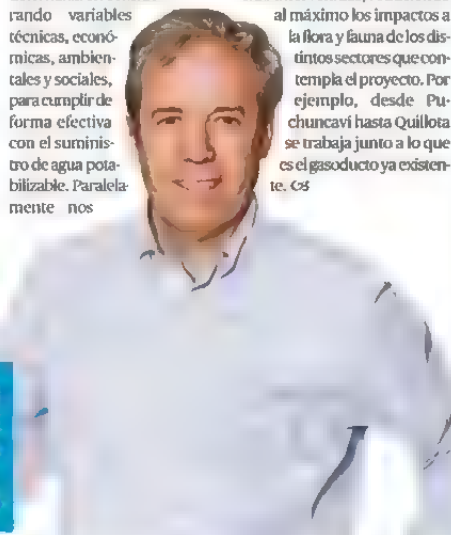 rando variables
técnicas, econó-
micas, ambien-
tales y sociales,
para cumplir de
forma efectiva
con el suminis-
tro de agua pota-
bilizable. Paralela-
mente nos
al máximo los impactos a
la flora y fauna de los dis-
tintos sectores que con-
templa el proyecto. Por
ejemplo, desde Pu-
chuncaví hasta Quillota
se trabaja junto a lo que
es el gasoducto ya existen-
te.